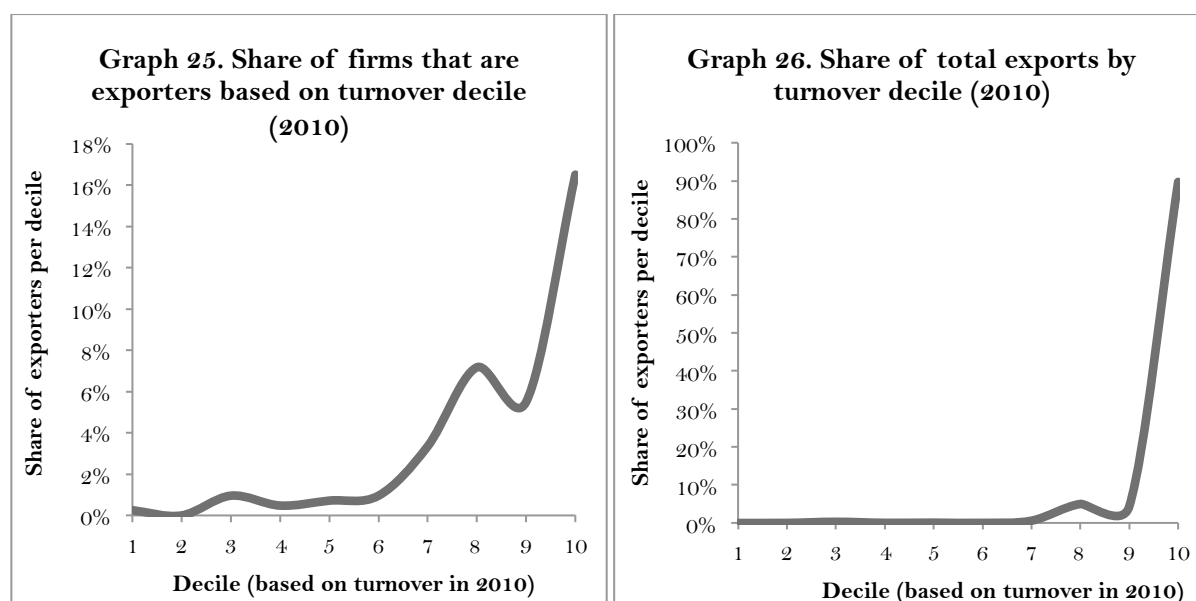 Graph 25. Share of firms that are
exporters based on turnover decile
(2010)
Share of exporters per decile
18%
16%
14%
12%
10%
8%
6%
4%
2%
0%
1 2 3 4 5 6 7 8 9 10
Decile (based on turnover in 2010)
Graph 26. Share of total exports by
turnover decile (2010)
Share of exporters per decile
100%
90%
80%
70%
60%
50%
40%
30%
20%
10%
0%
1 2 3 4 5 6 7 8 9 10
Decile (based on turnover in 2010)